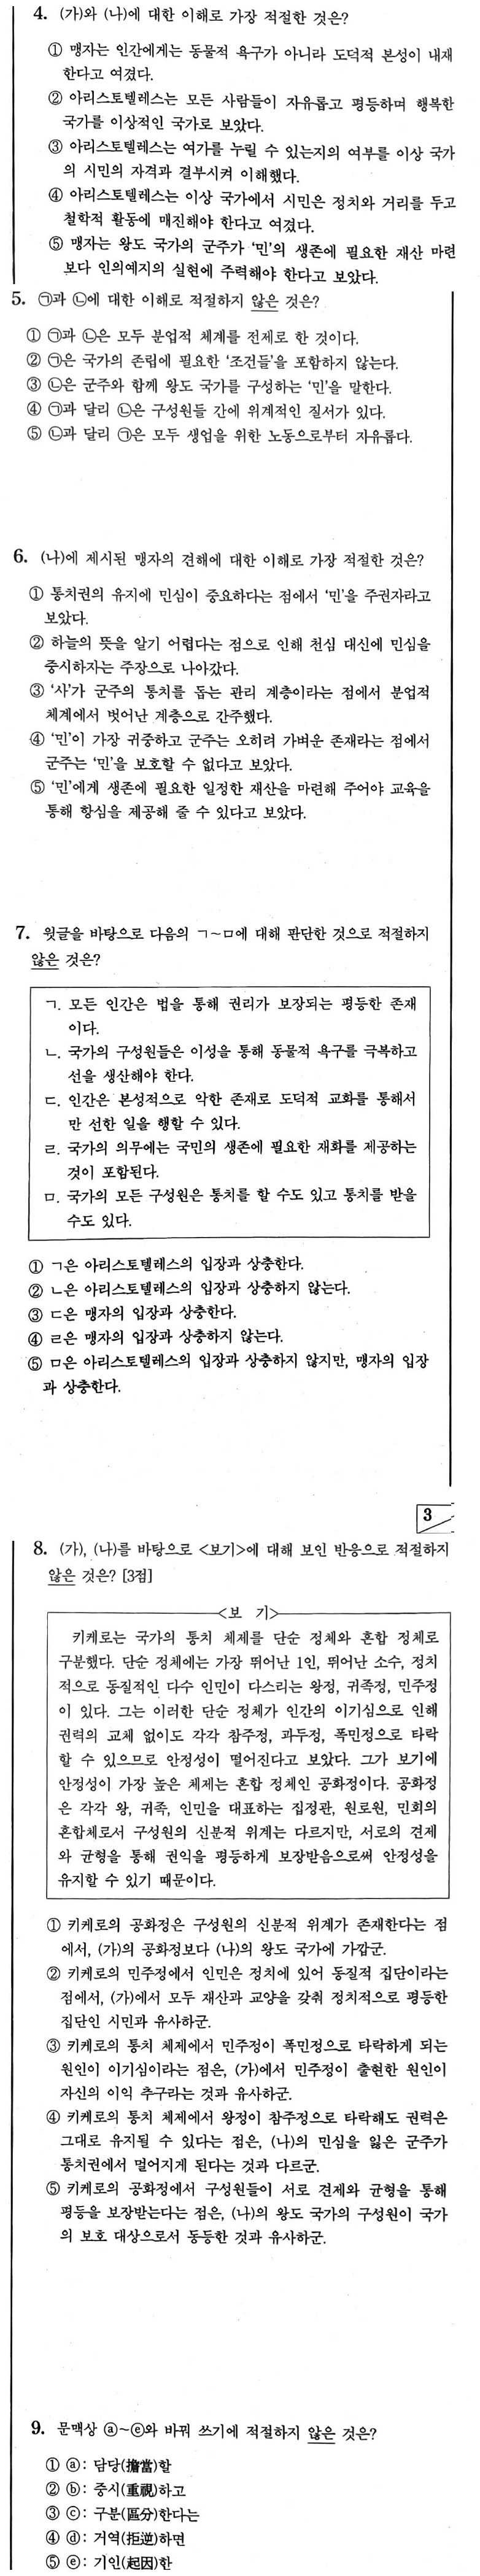 4. (가)와 (나)에 대한 이해로 가장 적절한 것은?
① 맹자는 인간에게는 동물적 욕구가 아니라 도덕적 본성이 내재
한다고 여겼다.
② 아리스토텔레스는 모든 사람들이 자유롭고 평등하며 행복한
국가를 이상적인 국가로 보았다.
③ 아리스토텔레스는 여가를 누릴 수 있는지의 여부를 이상 국가
의 시민의 자격과 결부시켜 이해했다.
④ 아리스토텔레스는 이상 국가에서 시민은 정치와 거리를 두고
철학적 활동에 매진해야 한다고 여겼다.
⑤ 맹자는 왕도 국가의 군주가 ‘민’의 생존에 필요한 재산 마련
보다 인의예지의 실현에 주력해야 한다고 보았다.
5. ㉠과 ㉡에 대한 이해로 적절하지 않은 것은?
① ㉠과 ㉡은 모두 분업적 체계를 전제로 한 것이다.
② ㉠은 국가의 존립에 필요한 ‘조건들’을 포함하지 않는다.
③ ㉡은 군주와 함께 왕도 국가를 구성하는 ‘민’을 말한다.
④ ㉠과 달리 ㉡은 구성원들 간에 위계적인 질서가 있다.
⑤ ㉡과 달리 ㉠은 모두 생업을 위한 노동으로부터 자유롭다.
6. (나)에 제시된 맹자의 견해에 대한 이해로 가장 적절한 것은?
① 통치권의 유지에 민심이 중요하다는 점에서 ‘민’을 주권자라고
보았다.
② 하늘의 뜻을 알기 어렵다는 점으로 인해 천심 대신에 민심을
중시하자는 주장으로 나아갔다.
③ ‘사’가 군주의 통치를 돕는 관리 계층이라는 점에서 분업적
체계에서 벗어난 계층으로 간주했다.
④ ‘민’이 가장 귀중하고 군주는 오히려 가벼운 존재라는 점에서
군주는 ‘민’을 보호할 수 없다고 보았다.
⑤ ‘민’에게 생존에 필요한 일정한 재산을 마련해 주어야 교육을
통해 항심을 제공해 줄 수 있다고 보았다.
7. 윗글을 바탕으로 다음의 ㄱ~ㅁ에 대해 판단한 것으로 적절하지
않은 것은?
ㄱ. 모든 인간은 법을 통해 권리가 보장되는 평등한 존재
이다.
ㄴ. 국가의 구성원들은 이성을 통해 동물적 욕구를 극복하고
선을 생산해야 한다.
ㄷ. 인간은 본성적으로 악한 존재로 도덕적 교화를 통해서
만 선한 일을 행할 수 있다.
ㄹ. 국가의 의무에는 국민의 생존에 필요한 재화를 제공하는
것이 포함된다.
ㅁ. 국가의 모든 구성원은 통치를 할 수도 있고 통치를 받을
수도 있다.
① ㄱ은 아리스토텔레스의 입장과 상충한다.
② ㄴ은 아리스토텔레스의 입장과 상충하지 않는다.
③ ㄷ은 맹자의 입장과 상충한다.
④ ㄹ은 맹자의 입장과 상충하지 않는다.
⑤ ㅁ은 아리스토텔레스의 입장과 상충하지 않지만, 맹자의 입장
과 상충한다.
3
8. (가), (나)를 바탕으로 <보기>에 대해 보인 반응으로 적절하지
않은 것은? [3점]
<보 기>
키케로는 국가의 통치 체제를 단순 정체와 혼합 정체로
구분했다. 단순 정체에는 가장 뛰어난 1인, 뛰어난 소수, 정치
적으로 동질적인 다수 인민이 다스리는 왕정, 귀족정, 민주정
이 있다. 그는 이러한 단순 정체가 인간의 이기심으로 인해
권력의 교체 없이도 각각 참주정, 과두정, 폭민정으로 타락
할 수 있으므로 안정성이 떨어진다고 보았다. 그가 보기에
안정성이 가장 높은 체제는 혼합 정체인 공화정이다. 공화정
은 각각 왕, 귀족, 인민을 대표하는 집정관, 원로원, 민회의
혼합체로서 구성원의 신분적 위계는 다르지만, 서로의 견제
와 균형을 통해 권익을 평등하게 보장받음으로써 안정성을
유지할 수 있기 때문이다.
① 키케로의 공화정은 구성원의 신분적 위계가 존재한다는 점
에서, (가)의 공화정보다 (나)의 왕도 국가에 가깝군.
② 키케로의 민주정에서 인민은 정치에 있어 동질적 집단이라는
점에서, (가)에서 모두 재산과 교양을 갖춰 정치적으로 평등한
집단인 시민과 유사하군.
③ 키케로의 통치 체제에서 민주정이 폭민정으로 타락하게 되는
원인이 이기심이라는 점은, (가)에서 민주정이 출현한 원인이
자신의 이익 추구라는 것과 유사하군.
④ 키케로의 통치 체제에서 왕정이 참주정으로 타락해도 권력은
그대로 유지될 수 있다는 점은, (나)의 민심을 잃은 군주가
통치권에서 멀어지게 된다는 것과 다르군.
⑤ 키케로의 공화정에서 구성원들이 서로 견제와 균형을 통해
평등을 보장받는다는 점은, (나)의 왕도 국가의 구성원이 국가
의 보호 대상으로서 동등한 것과 유사하군.
9. 문맥상 ⓐ~ⓔ와 바꿔 쓰기에 적절하지 않은 것은?
① ⓐ: 담당(擔當)할
② ⓑ: 중시(重視)하고
③ ⓒ: 구분(區分)한다는
④ ⓓ: 거역(拒逆)하면
⑤ ⓔ: 기인(起因)한